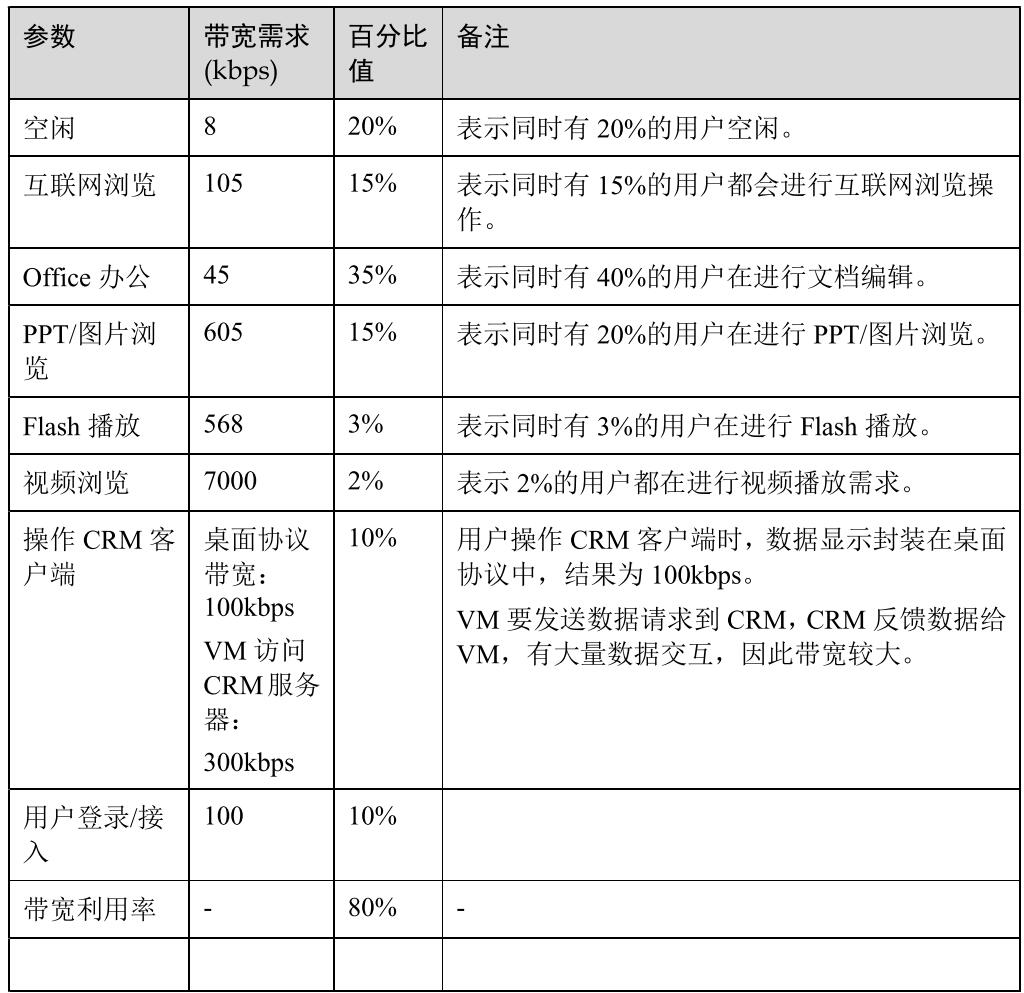 参数 带宽需求 百分比 备注
(kbps) 值
空闲 8 20% 表示同时有 20%的用户空闲。
互联网浏览 105 15% 表示同时有 15%的用户都会进行互联网浏览操
作。
Office 办公 45 35% 表示同时有 40%的用户在进行文档编辑。
PPT/图片浏 605 15% 表示同时有 20%的用户在进行 PPT/图片浏览。
览
Flash 播放 568 3% 表示同时有 3%的用户在进行 Flash 播放。
视频浏览 7000 2% 表示 2%的用户都在进行视频播放需求。
操作 CRM 客 桌面协议 10% 用户操作 CRM 客户端时，数据显示封装在桌面
户端 带宽： 协议中，结果为 100kbps。
100kbps VM 要发送数据请求到 CRM，CRM 反馈数据给
VM 访问 VM，有大量数据交互，因此带宽较大。
CRM服务
器：
300kbps
用户登录/接 100 10%
入
带宽利用率 - 80% -